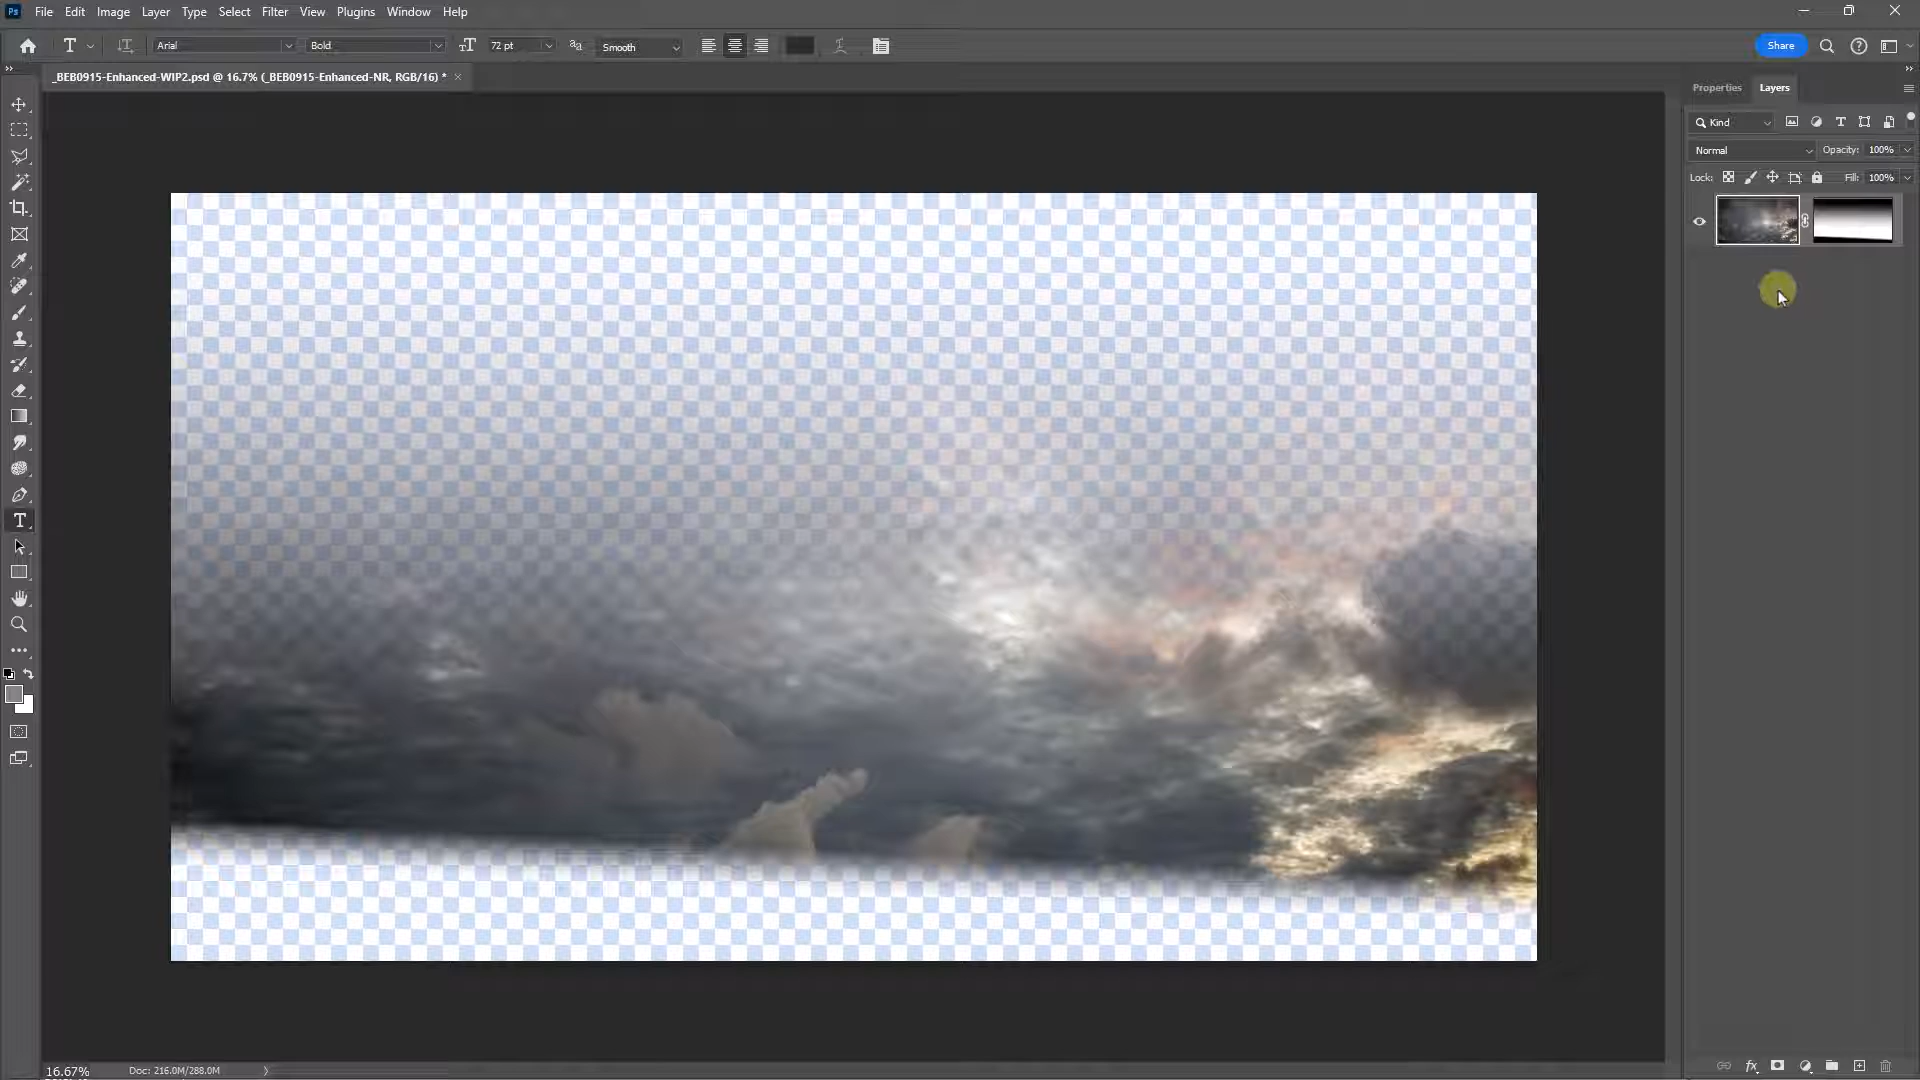 Ps File Edit Image Layer Type Select Filter View Plugins Window Help
T Arial Bold 72 pt Smooth Share
_BEB0915-Enhanced-WIP2.psd @ 16.7% (_BEB0915-Enhanced-NR, RGB/16) *
Properties Layers
Kind
Normal Opacity: 100%
Lock: Fill: 100%
16.67% Doc: 216.0M/288.0M